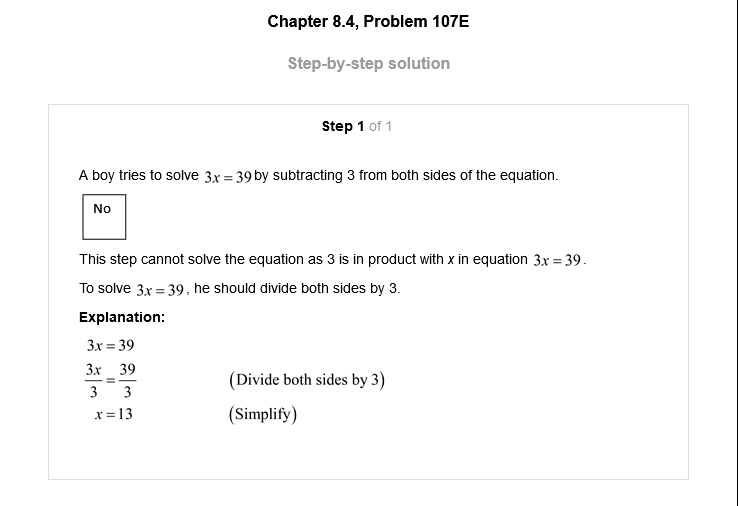 Chapter 8.4, Problem 107E
Step-by-step solution
Step 1 of 1
A boy tries to solve 3x = 39 by subtracting 3 from both sides of the equation.
No
This step cannot solve the equation as 3 is in product with x in equation 3x = 39.
To solve 3x = 39, he should divide both sides by 3.
Explanation:
3x = 39
3x/3 = 39/3 (Divide both sides by 3)
x = 13 (Simplify)